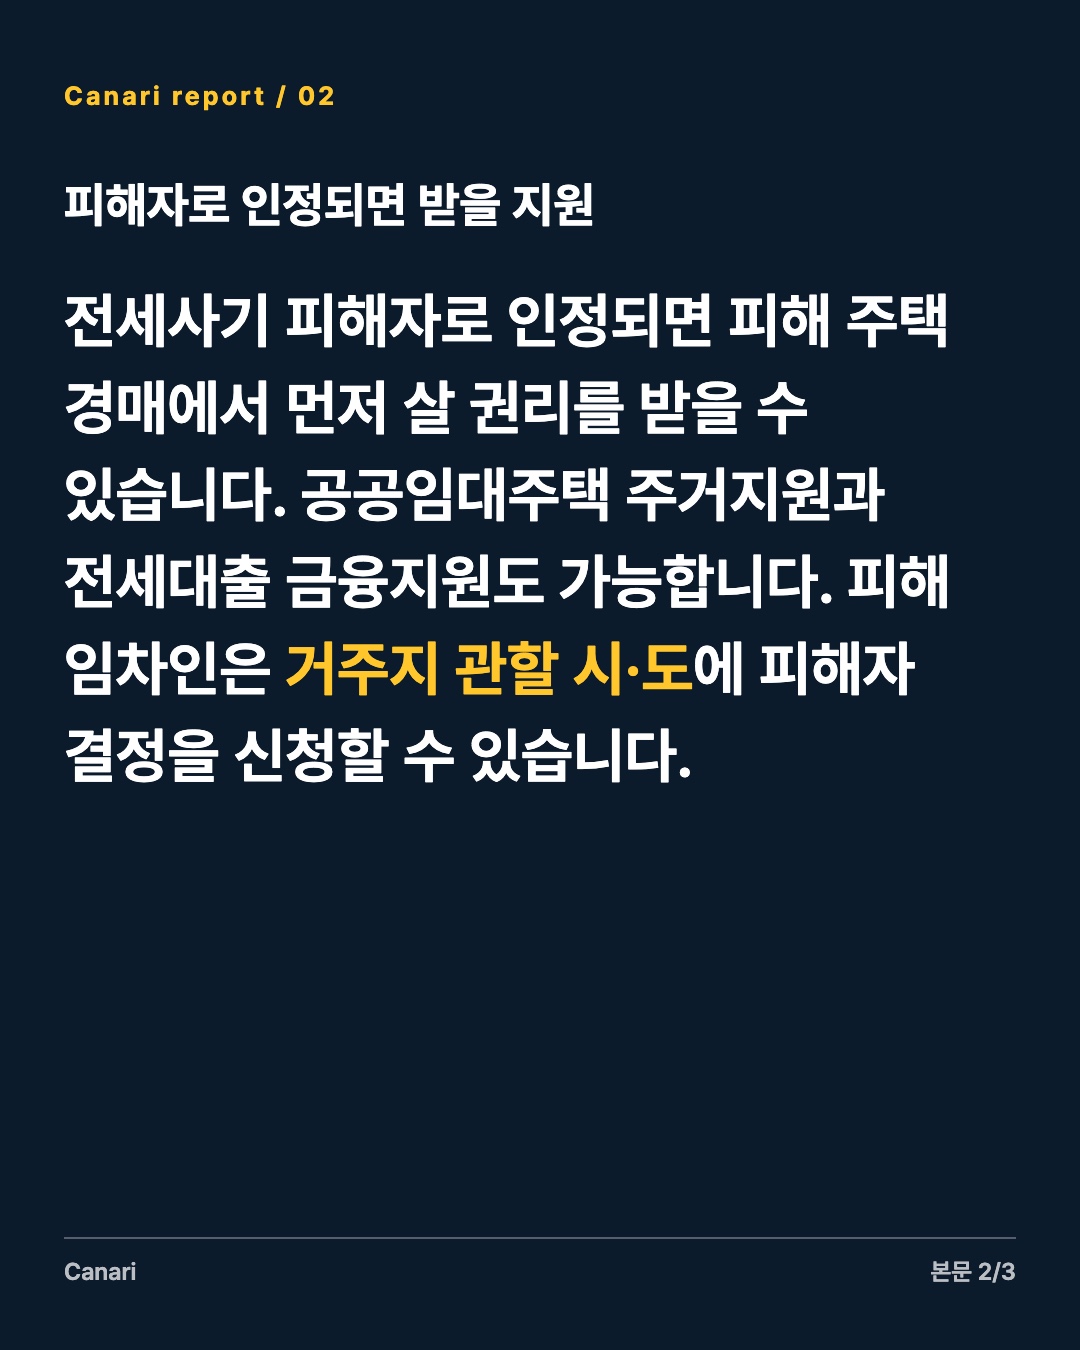 Canari report / 02
피해자로 인정되면 받을 지원
전세사기 피해자로 인정되면 피해 주택
경매에서 먼저 살 권리를 받을 수
있습니다. 공공임대주택 주거지원과
전세대출 금융지원도 가능합니다. 피해
임차인은 거주지 관할 시·도에 피해자
결정을 신청할 수 있습니다.
Canari
본문 2/3